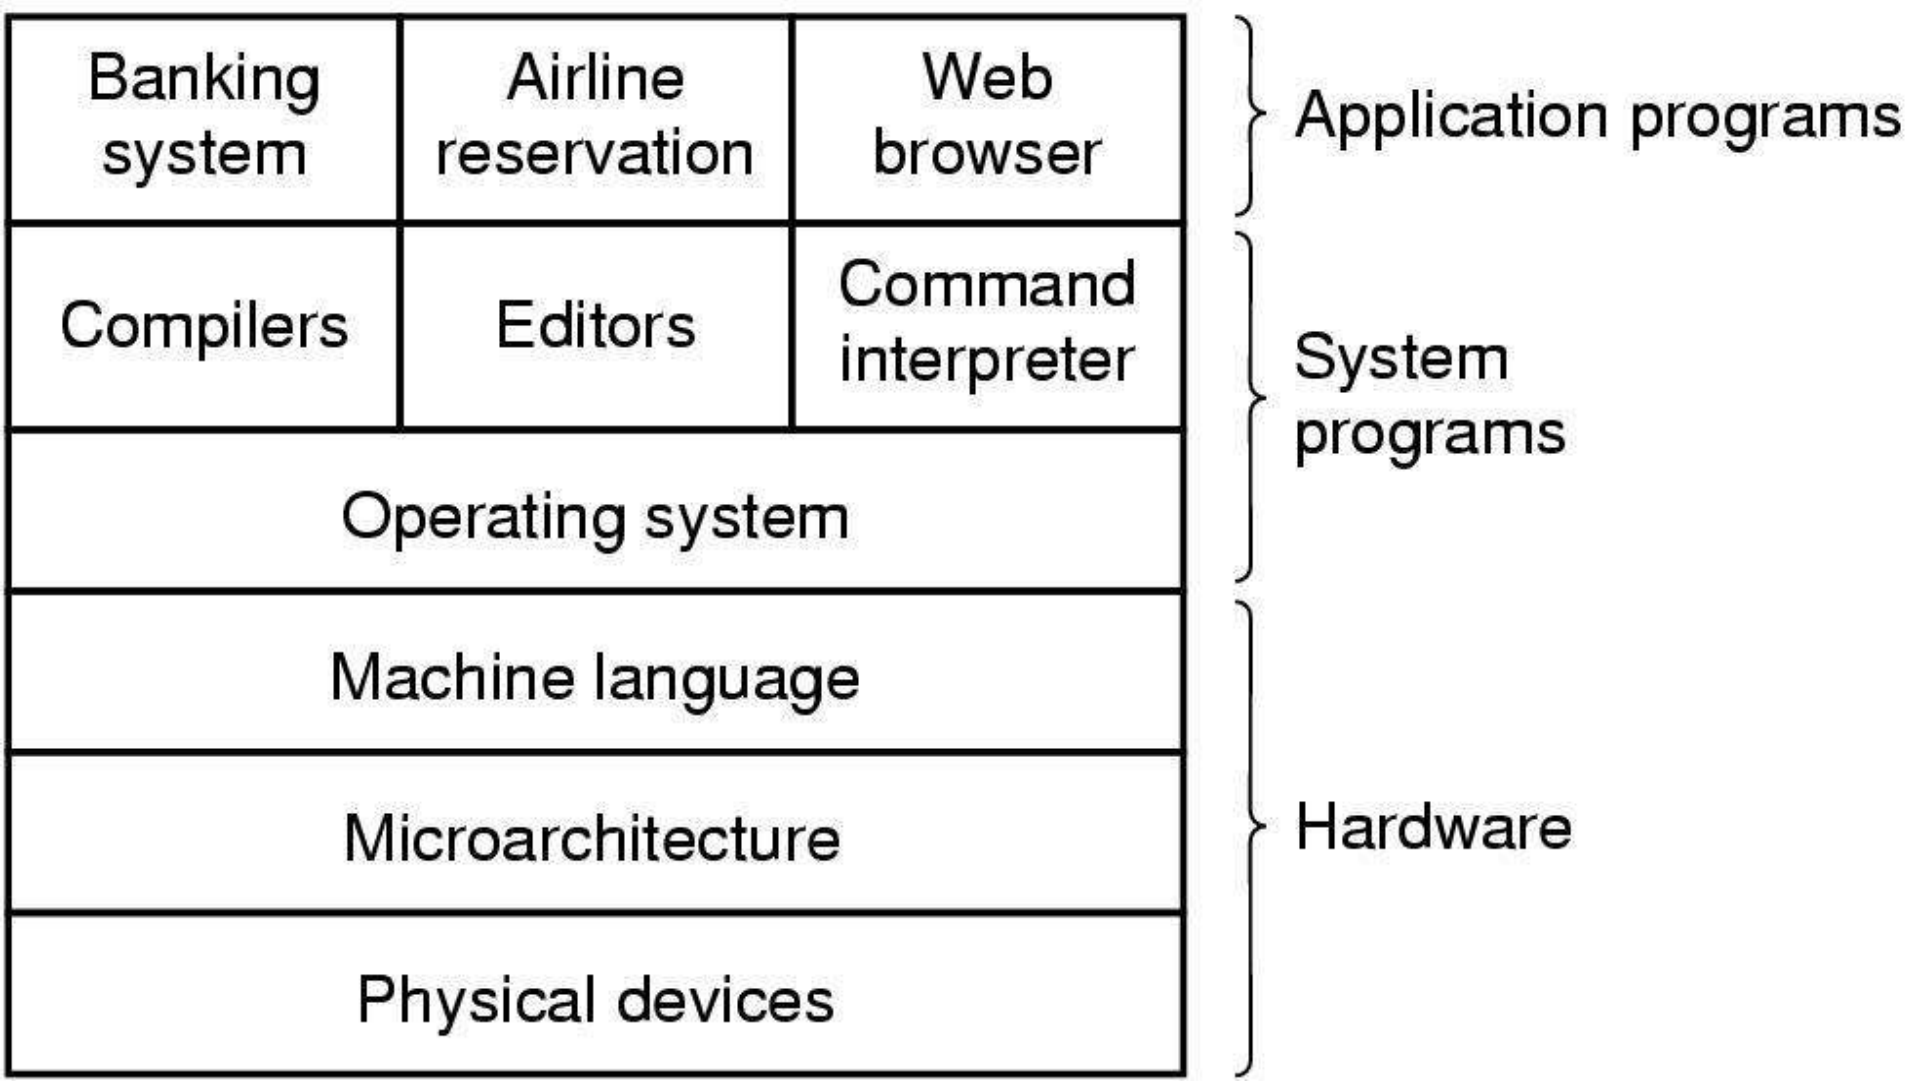 Banking
system
Airline
reservation
Web
browser
Application programs
Compilers
Editors
Command
interpreter
System
programs
Operating system
Machine language
Microarchitecture
Hardware
Physical devices